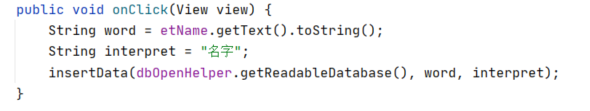 public void onClick(View view) {
    String word = etName.getText().toString();
    String interpret = "名字";
    insertData(dbOpenHelper.getReadableDatabase(), word, interpret);
}